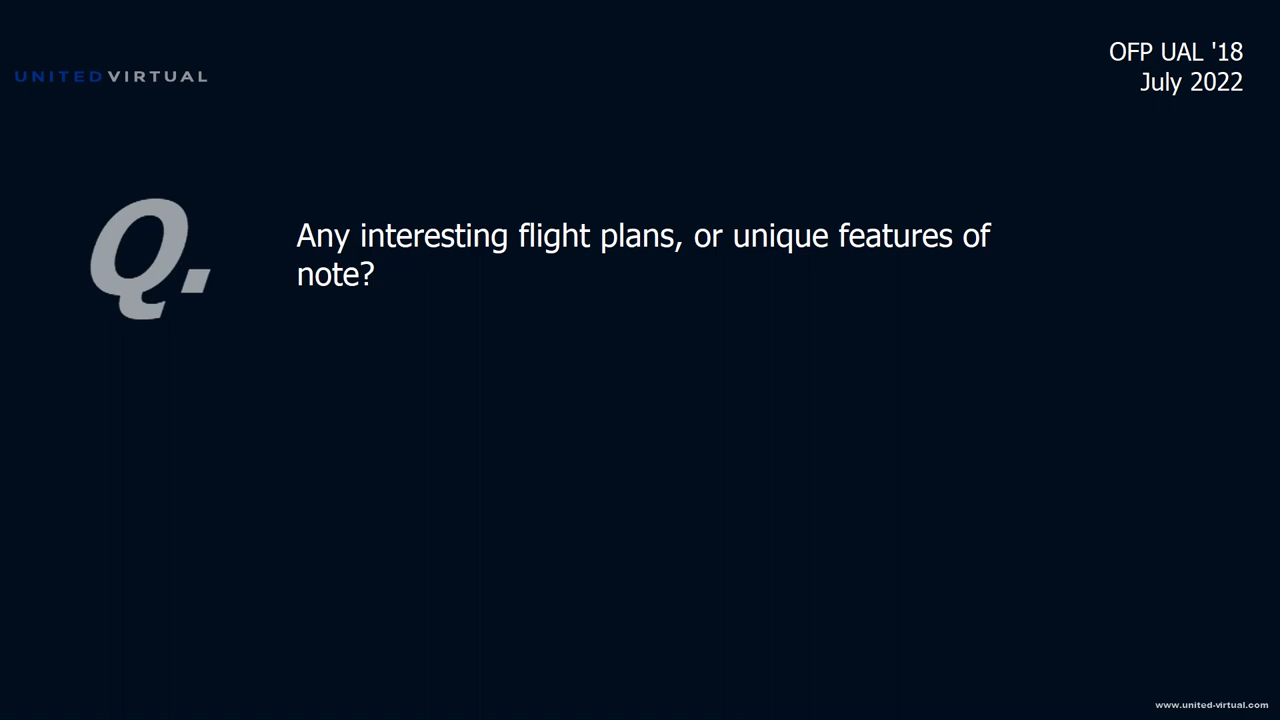 OFP UAL '18
UNITEDVIRTUAL
July 2022
Q.
Any interesting flight plans, or unique features of
note?
www.united-virtual.com